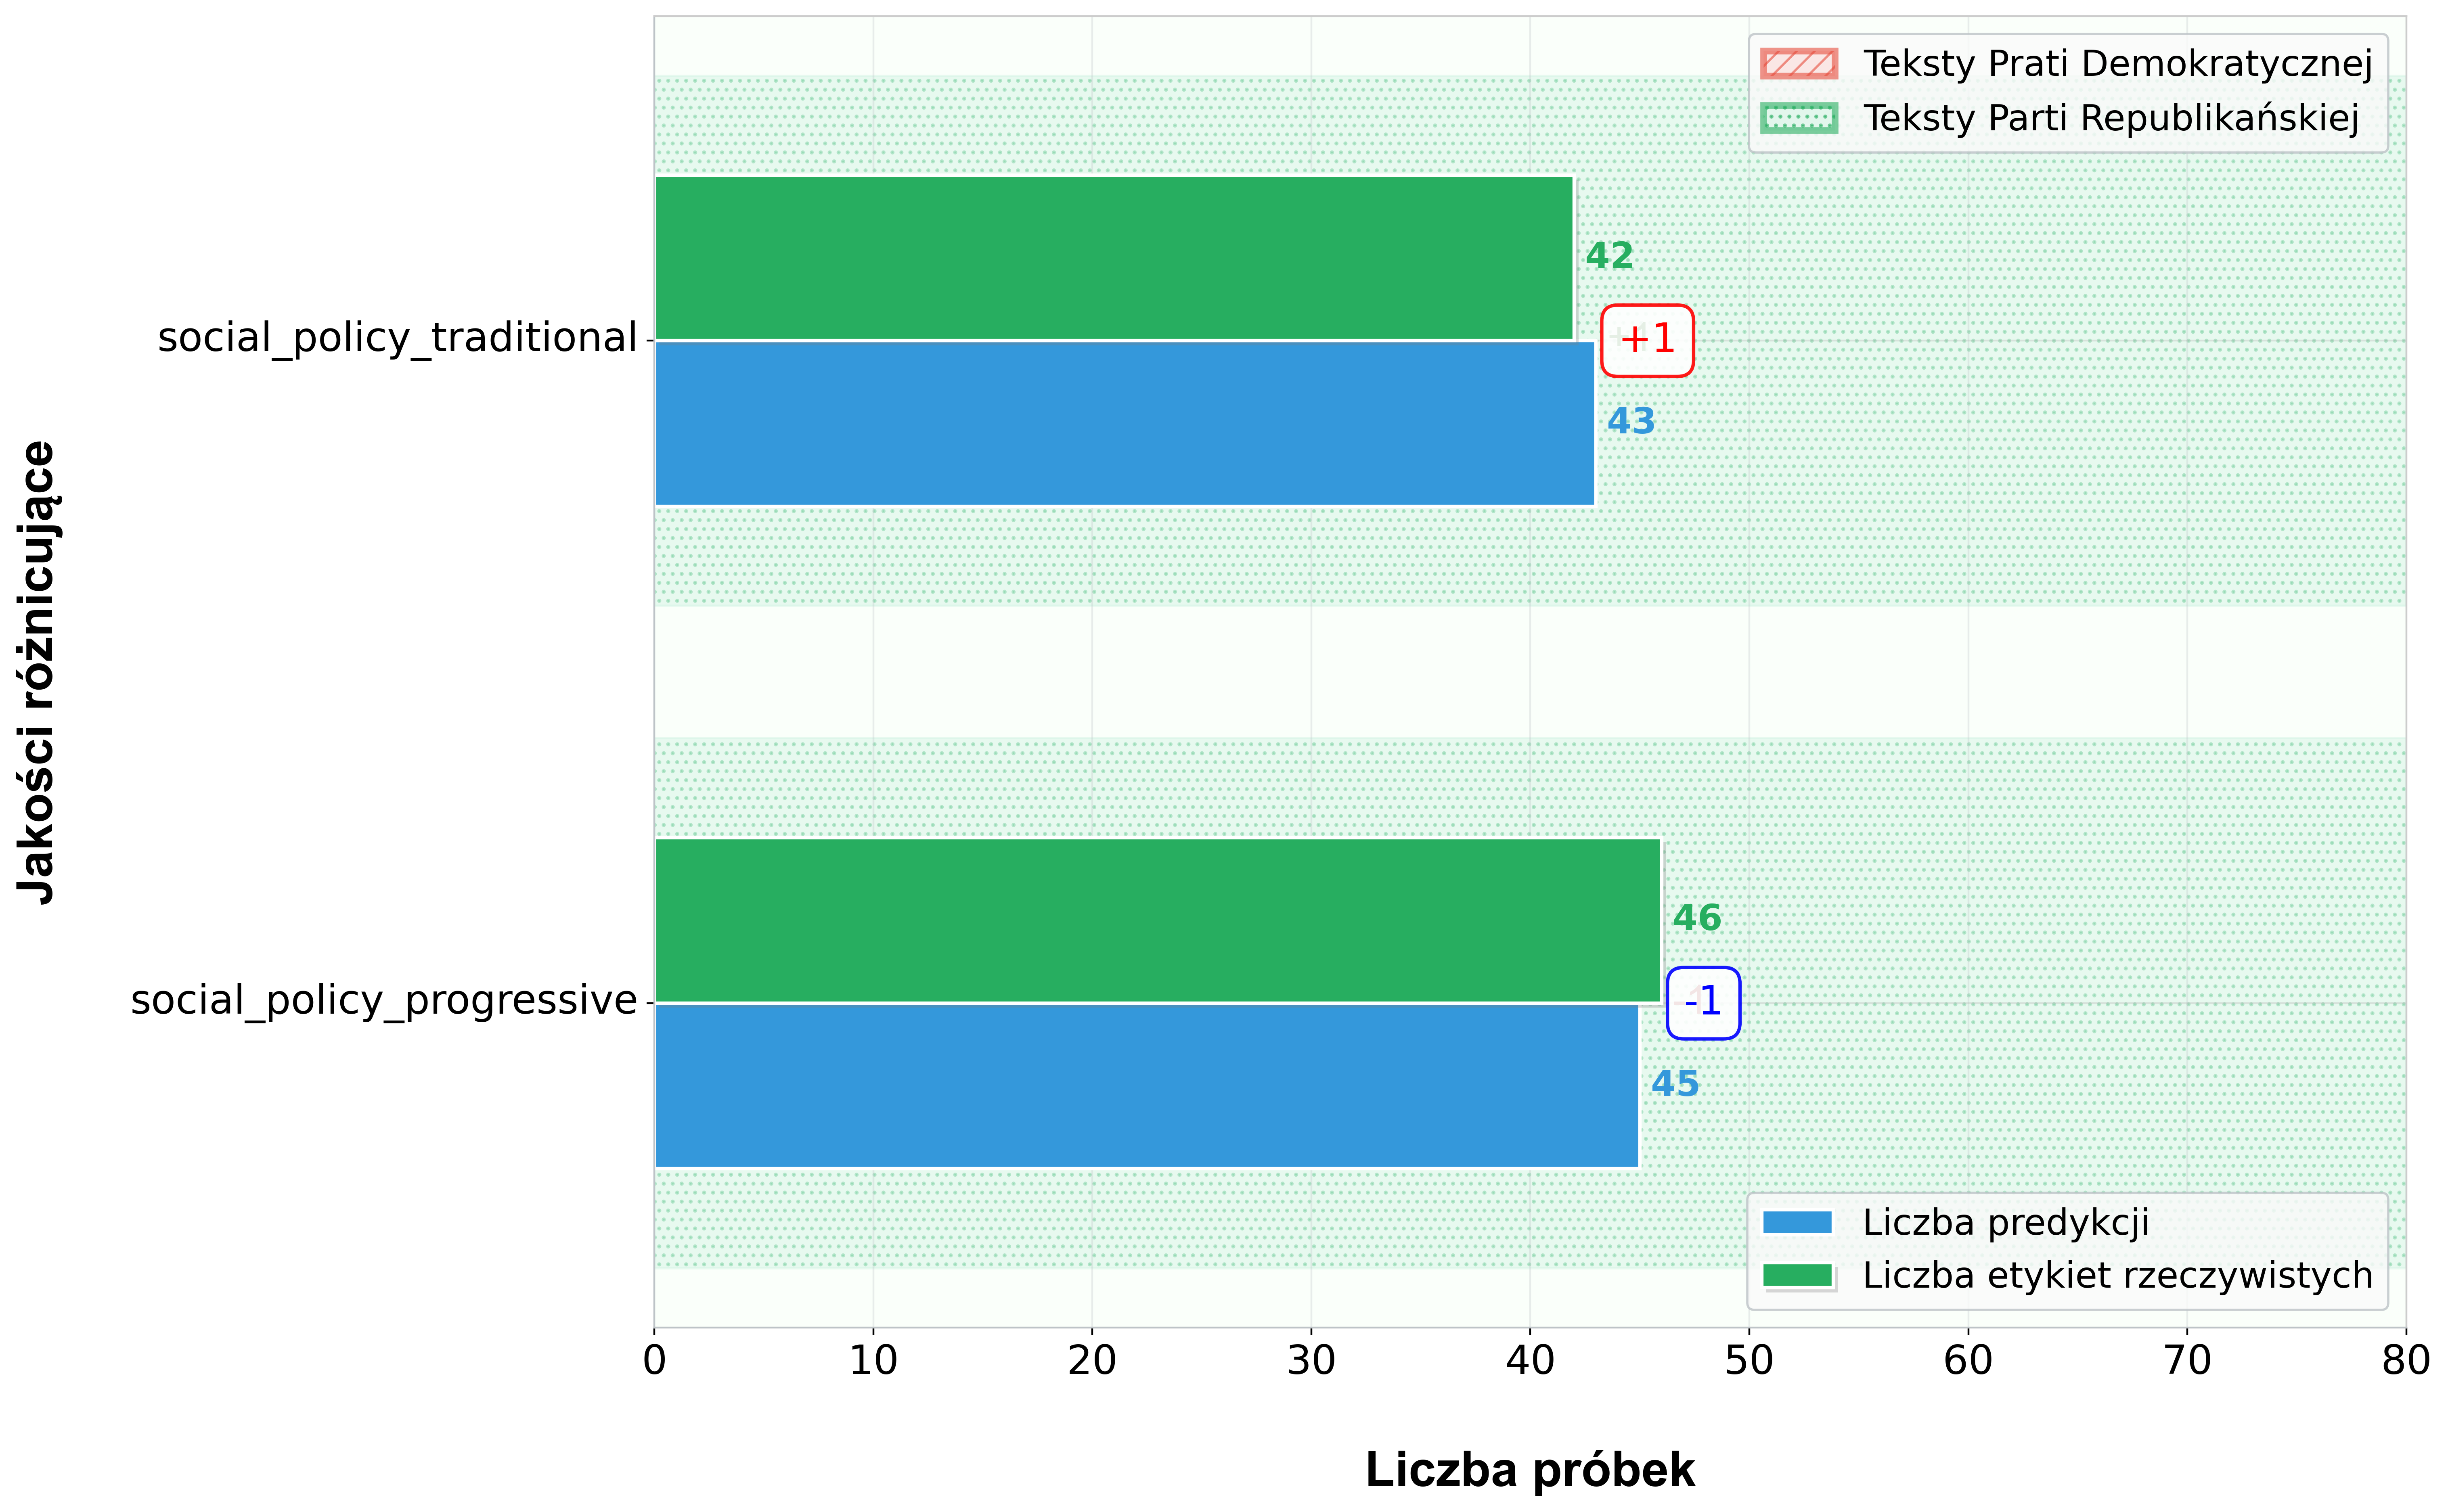 Teksty Prati Demokratycznej
Teksty Parti Republikańskiej
42
social_policy_traditional
+1
43
Jakości różnicujące
46
social_policy_progressive
-1
45
Liczba predykcji
Liczba etykiet rzeczywistych
0 10 20 30 40 50 60 70 80
Liczba próbek